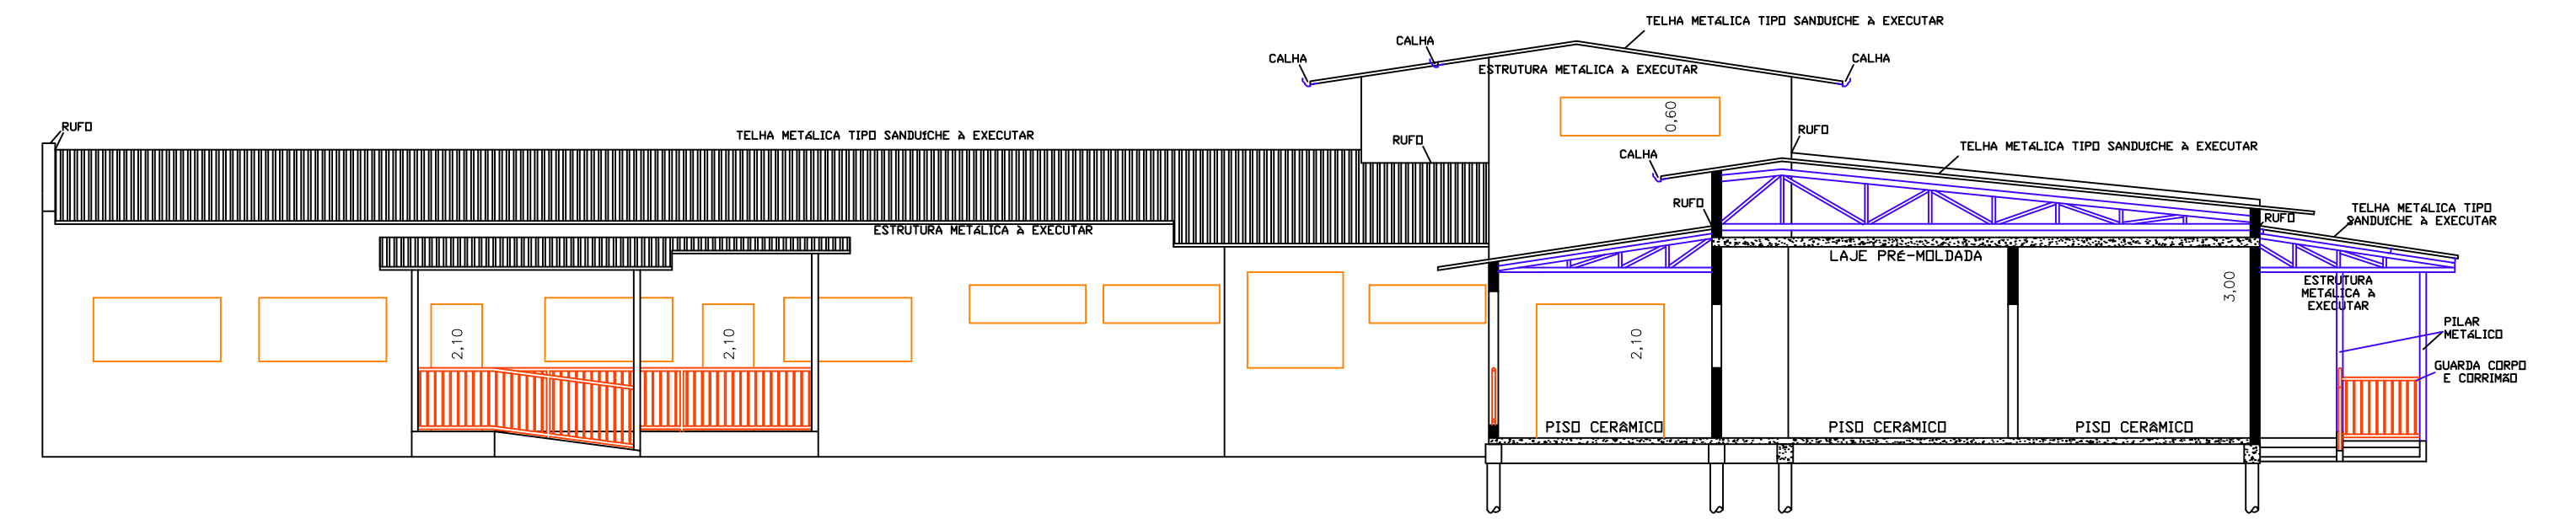 TELHA METÁLICA TIPO SANDUÍCHE À EXECUTAR
CALHA
CALHA
CALHA
ESTRUTURA METÁLICA À EXECUTAR
0,60
RUFO
TELHA METÁLICA TIPO SANDUÍCHE À EXECUTAR
RUFO
RUFO
TELHA METÁLICA TIPO SANDUÍCHE À EXECUTAR
CALHA
RUFO
TELHA METÁLICA TIPO
SANDUÍCHE À EXECUTAR
RUFO
ESTRUTURA METÁLICA À EXECUTAR
LAJE PRÉ-MOLDADA
3,00
ESTRUTURA
METÁLICA À
EXECUTAR
2,10
2,10
2,10
PILAR
METÁLICO
GUARDA CORPO
E CORRIMÃO
PISO CERÂMICO
PISO CERÂMICO
PISO CERÂMICO